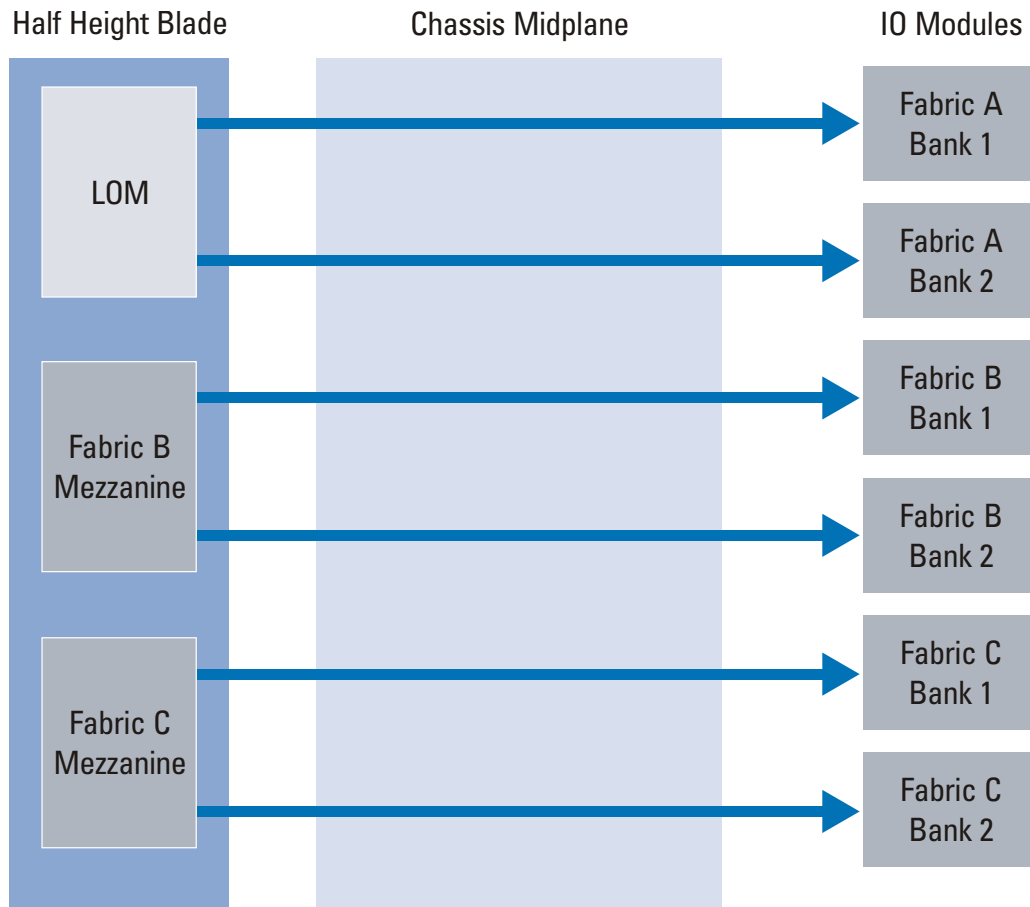 Half Height Blade
Chassis Midplane
IO Modules
LOM
Fabric B
Mezzanine
Fabric C
Mezzanine
Fabric A
Bank 1
Fabric A
Bank 2
Fabric B
Bank 1
Fabric B
Bank 2
Fabric C
Bank 1
Fabric C
Bank 2